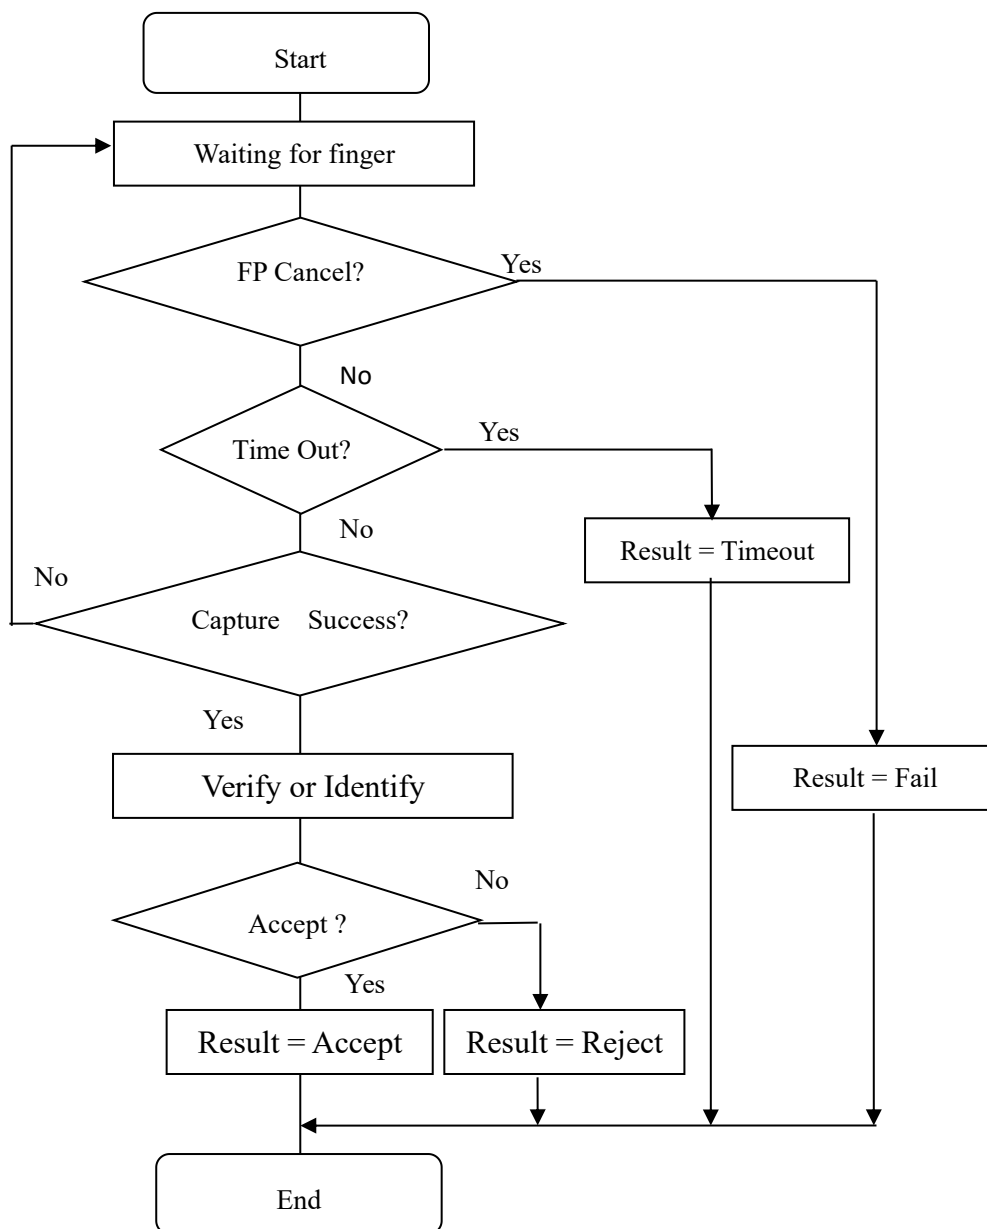 Start
Waiting for finger
FP Cancel?
Yes
No
Time Out?
Yes
No
Result = Timeout
No
Capture Success?
Yes
Verify or Identify
Result = Fail
No
Accept ?
Yes
Result = Accept
Result = Reject
End